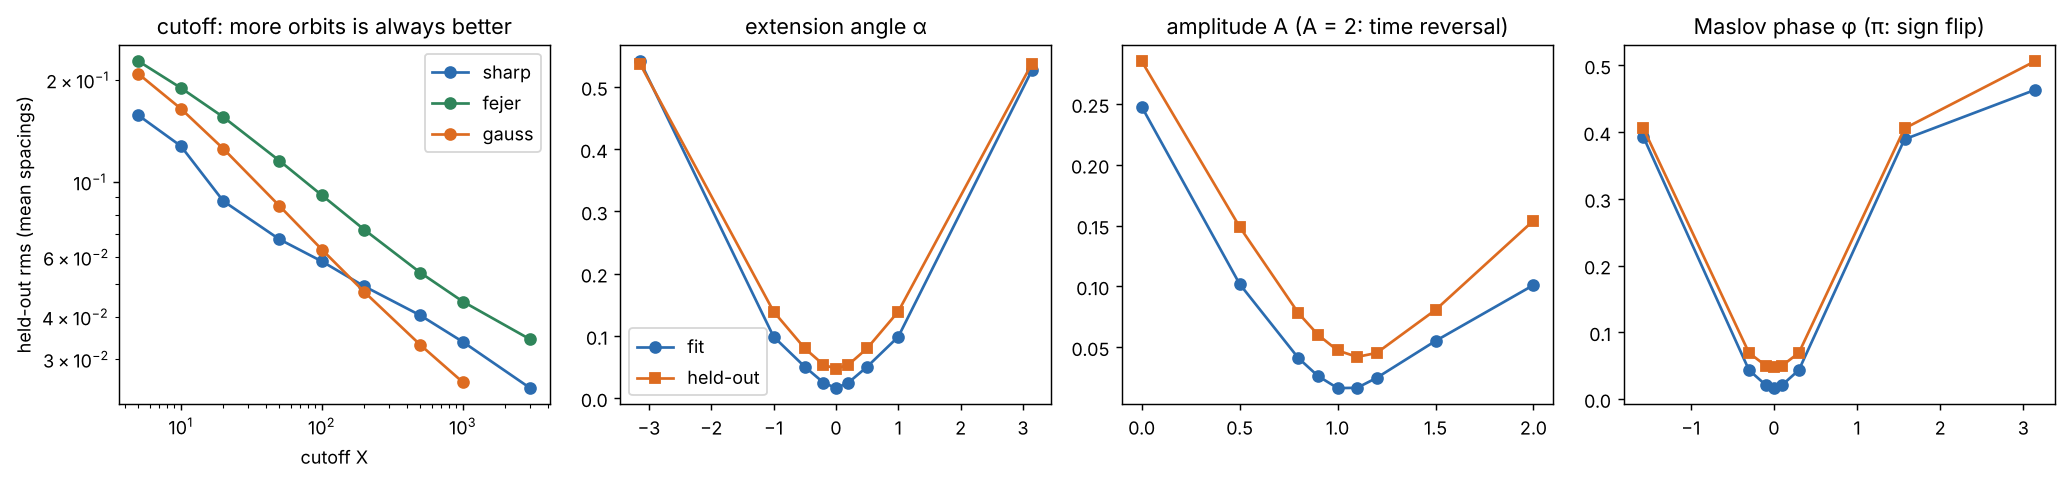 cutoff: more orbits is always better
held-out rms (mean spacings)
2 × 10⁻¹
10⁻¹
6 × 10⁻²
4 × 10⁻²
3 × 10⁻²
sharp
fejer
gauss
10¹
10²
10³
cutoff X
extension angle α
0.5
0.4
0.3
0.2
0.1
0.0
fit
held-out
−3
−2
−1
0
1
2
3
amplitude A (A = 2: time reversal)
0.25
0.20
0.15
0.10
0.05
0.0
0.5
1.0
1.5
2.0
Maslov phase φ (π: sign flip)
0.5
0.4
0.3
0.2
0.1
0.0
−1
0
1
2
3